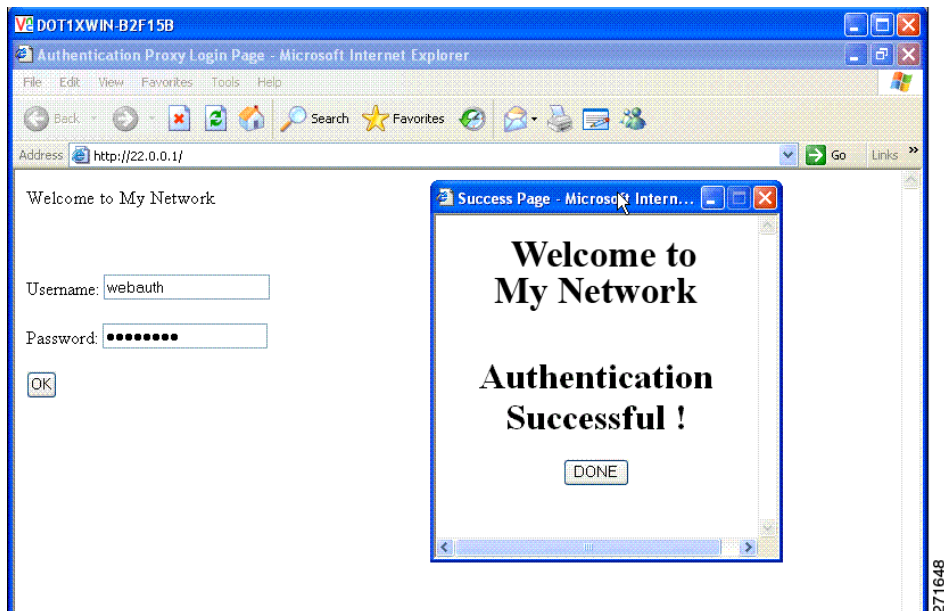 DOT1XWIN-B2F15B
Authentication Proxy Login Page - Microsoft Internet Explorer
File Edit View Favorites Tools Help
Back Search Favorites
Address http://22.0.0.1/ Go Links »
Welcome to My Network
Username: webauth
Password: ●●●●●●●●
OK
Success Page - Microsoft Intern...
Welcome to
My Network
Authentication
Successful !
DONE
271648